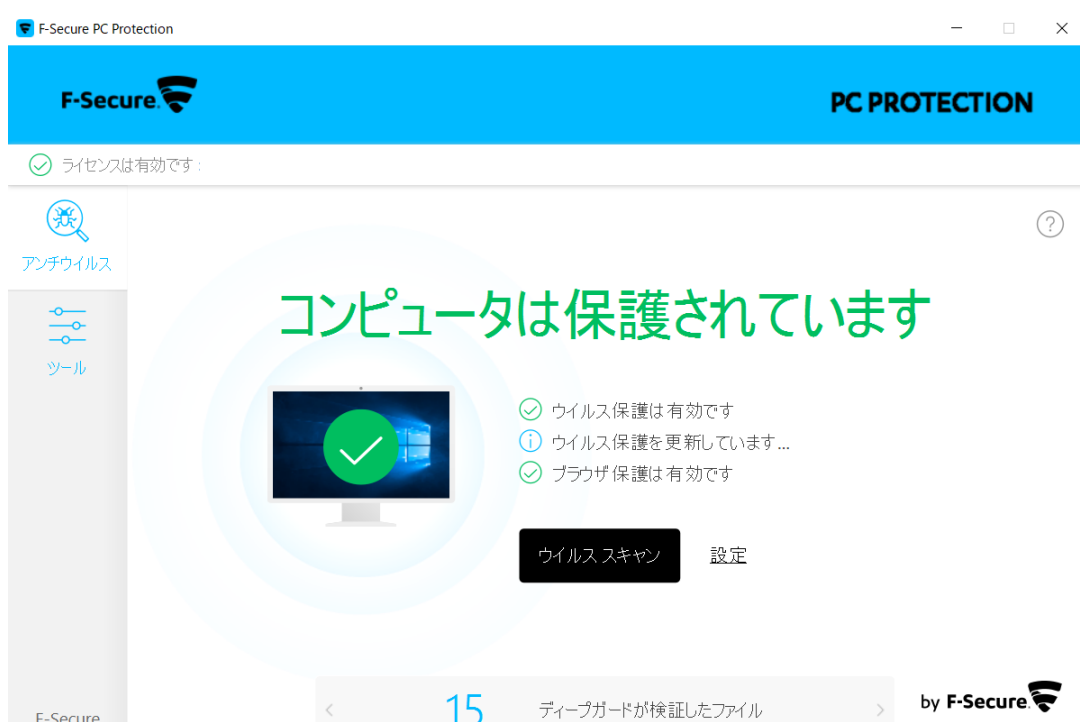 F-Secure PC Protection
F-Secure.
PC PROTECTION
ライセンスは有効です :
アンチウイルス
ツール
コンピュータは保護されています
ウイルス保護は有効です
ウイルス保護を更新しています...
ブラウザ保護は有効です
ウイルス スキャン
設定
15
ディープガードが検証したファイル
by F-Secure.
F-Secure